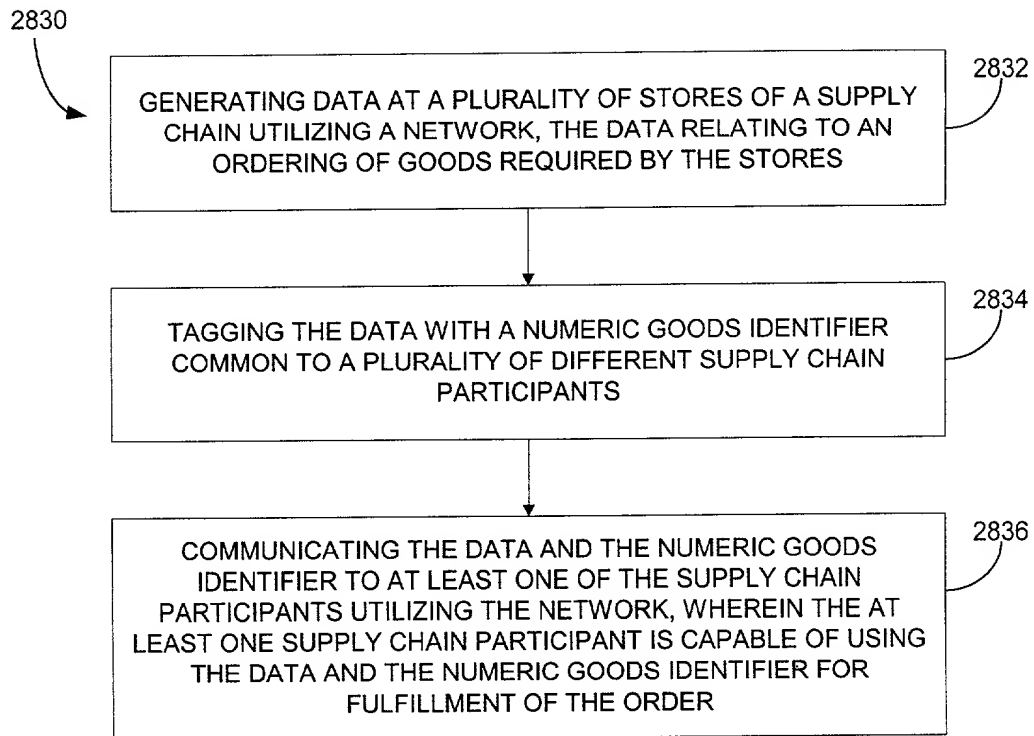 2830
2832
GENERATING DATA AT A PLURALITY OF STORES OF A SUPPLY
CHAIN UTILIZING A NETWORK, THE DATA RELATING TO AN
ORDERING OF GOODS REQUIRED BY THE STORES
2834
TAGGING THE DATA WITH A NUMERIC GOODS IDENTIFIER
COMMON TO A PLURALITY OF DIFFERENT SUPPLY CHAIN
PARTICIPANTS
2836
COMMUNICATING THE DATA AND THE NUMERIC GOODS
IDENTIFIER TO AT LEAST ONE OF THE SUPPLY CHAIN
PARTICIPANTS UTILIZING THE NETWORK, WHEREIN THE AT
LEAST ONE SUPPLY CHAIN PARTICIPANT IS CAPABLE OF USING
THE DATA AND THE NUMERIC GOODS IDENTIFIER FOR
FULFILLMENT OF THE ORDER